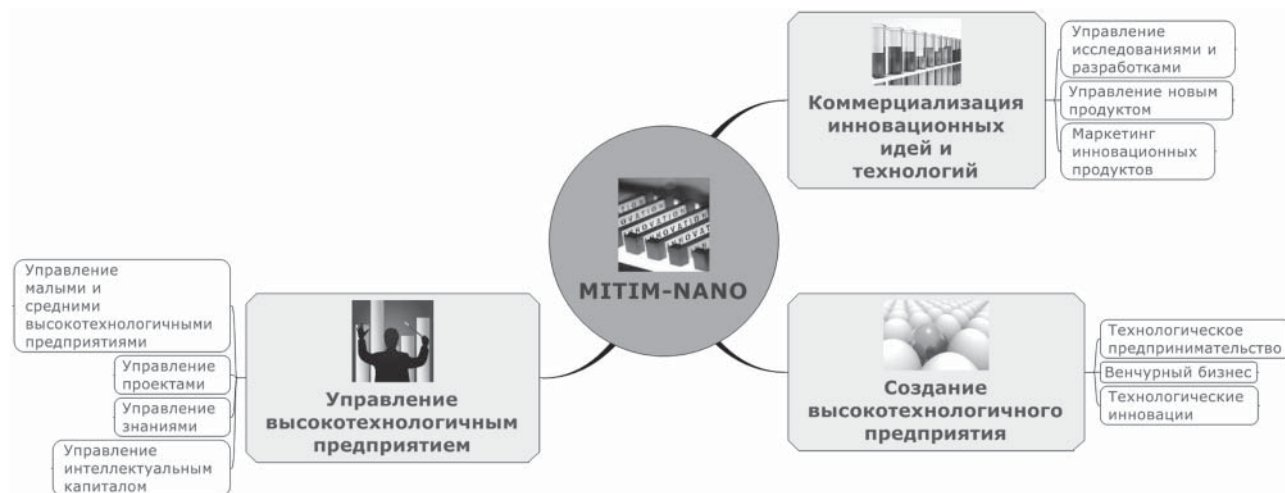 Коммерциализация
инновационных
идей и
технологий
Управление
исследованиями и
разработками
Управление новым
продуктом
Маркетинг
инновационных
продуктов
INNOVATION
MITIM-NANO
Управление
малыми и
средними
высокотехнологичными
предприятиями
Управление
проектами
Управление
знаниями
Управление
интеллектуальным
капиталом
Управление
высокотехнологичным
предприятием
Создание
высокотехнологичного
предприятия
Технологическое
предпринимательство
Венчурный бизнес
Технологические
инновации